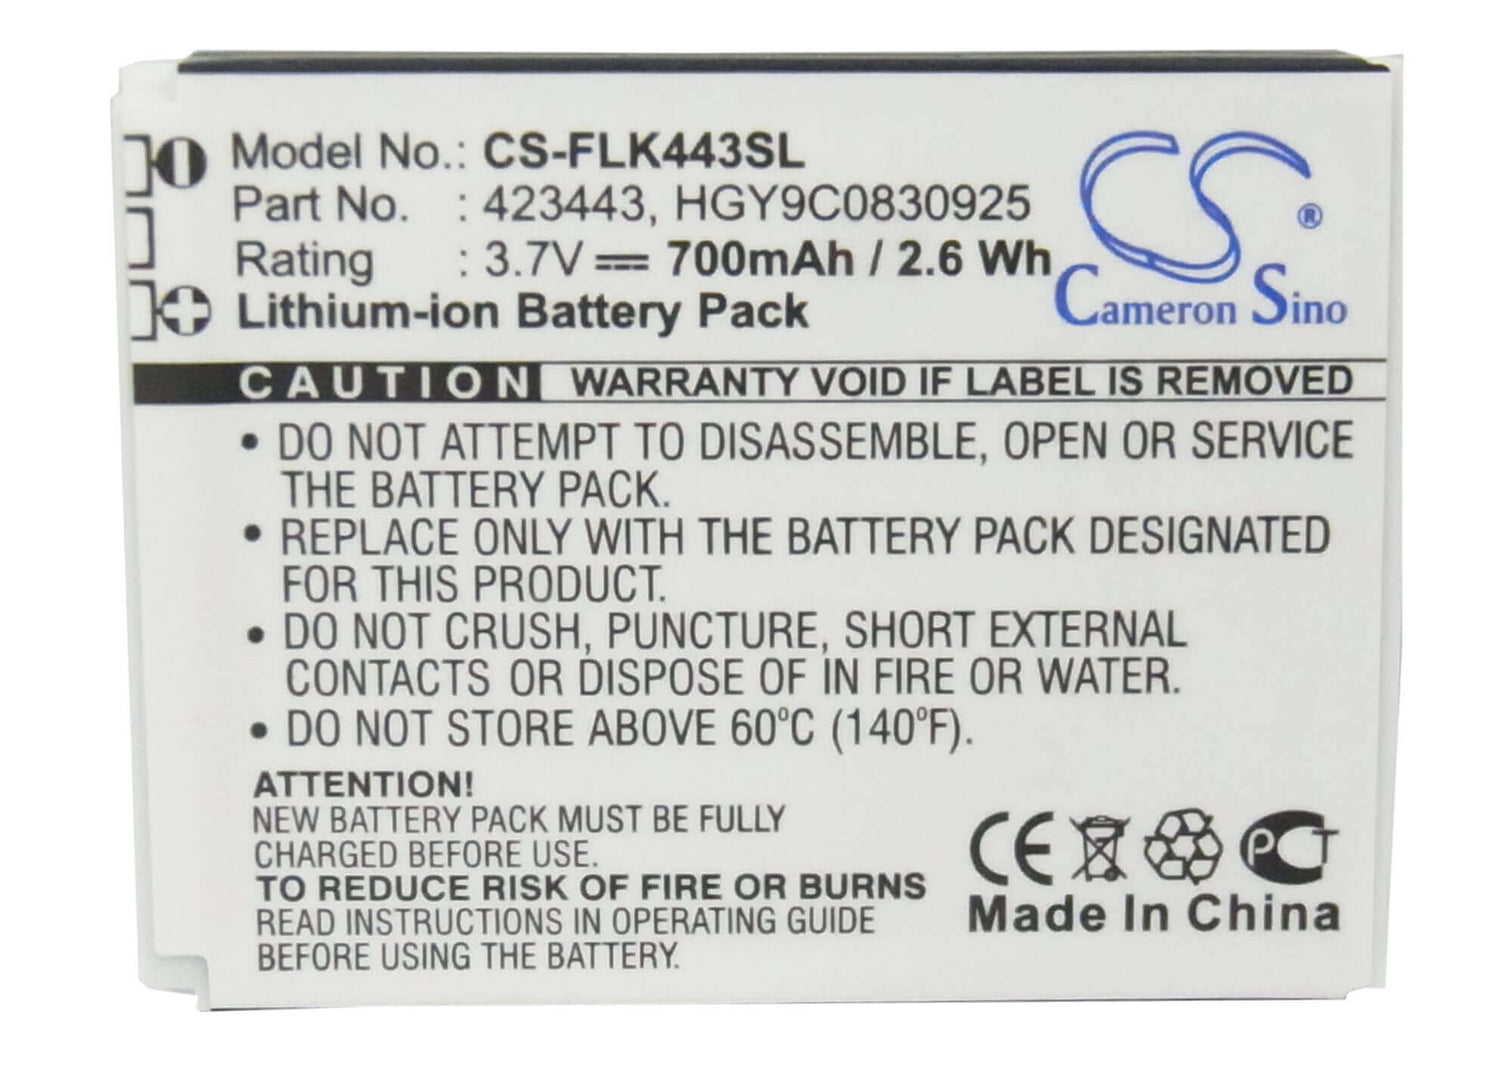 Model No.: CS-FLK443SL
Part No. : 423443, HGY9C0830925
Rating : 3.7V 700mAh / 2.6 Wh
Lithium-ion Battery Pack
CS ®
Cameron Sino
CAUTION WARRANTY VOID IF LABEL IS REMOVED
• DO NOT ATTEMPT TO DISASSEMBLE, OPEN OR SERVICE
THE BATTERY PACK.
• REPLACE ONLY WITH THE BATTERY PACK DESIGNATED
FOR THIS PRODUCT.
• DO NOT CRUSH, PUNCTURE, SHORT EXTERNAL
CONTACTS OR DISPOSE OF IN FIRE OR WATER.
• DO NOT STORE ABOVE 60°C (140°F).
ATTENTION!
NEW BATTERY PACK MUST BE FULLY
CHARGED BEFORE USE.
TO REDUCE RISK OF FIRE OR BURNS
READ INSTRUCTIONS IN OPERATING GUIDE
BEFORE USING THE BATTERY.
CE PCT
Made In China